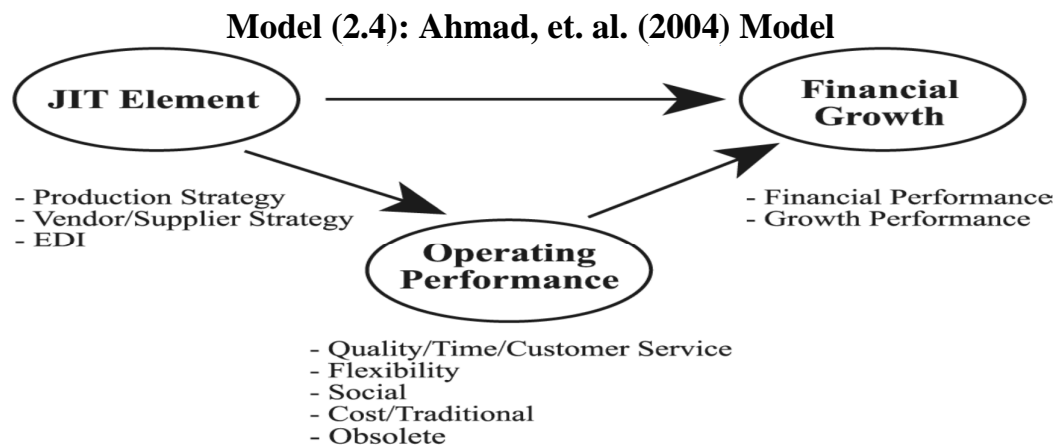 Model (2.4): Ahmad, et. al. (2004) Model
JIT Element
Financial
Growth
- Production Strategy
- Vendor/Supplier Strategy
- EDI
- Financial Performance
- Growth Performance
Operating
Performance
- Quality/Time/Customer Service
- Flexibility
- Social
- Cost/Traditional
- Obsolete